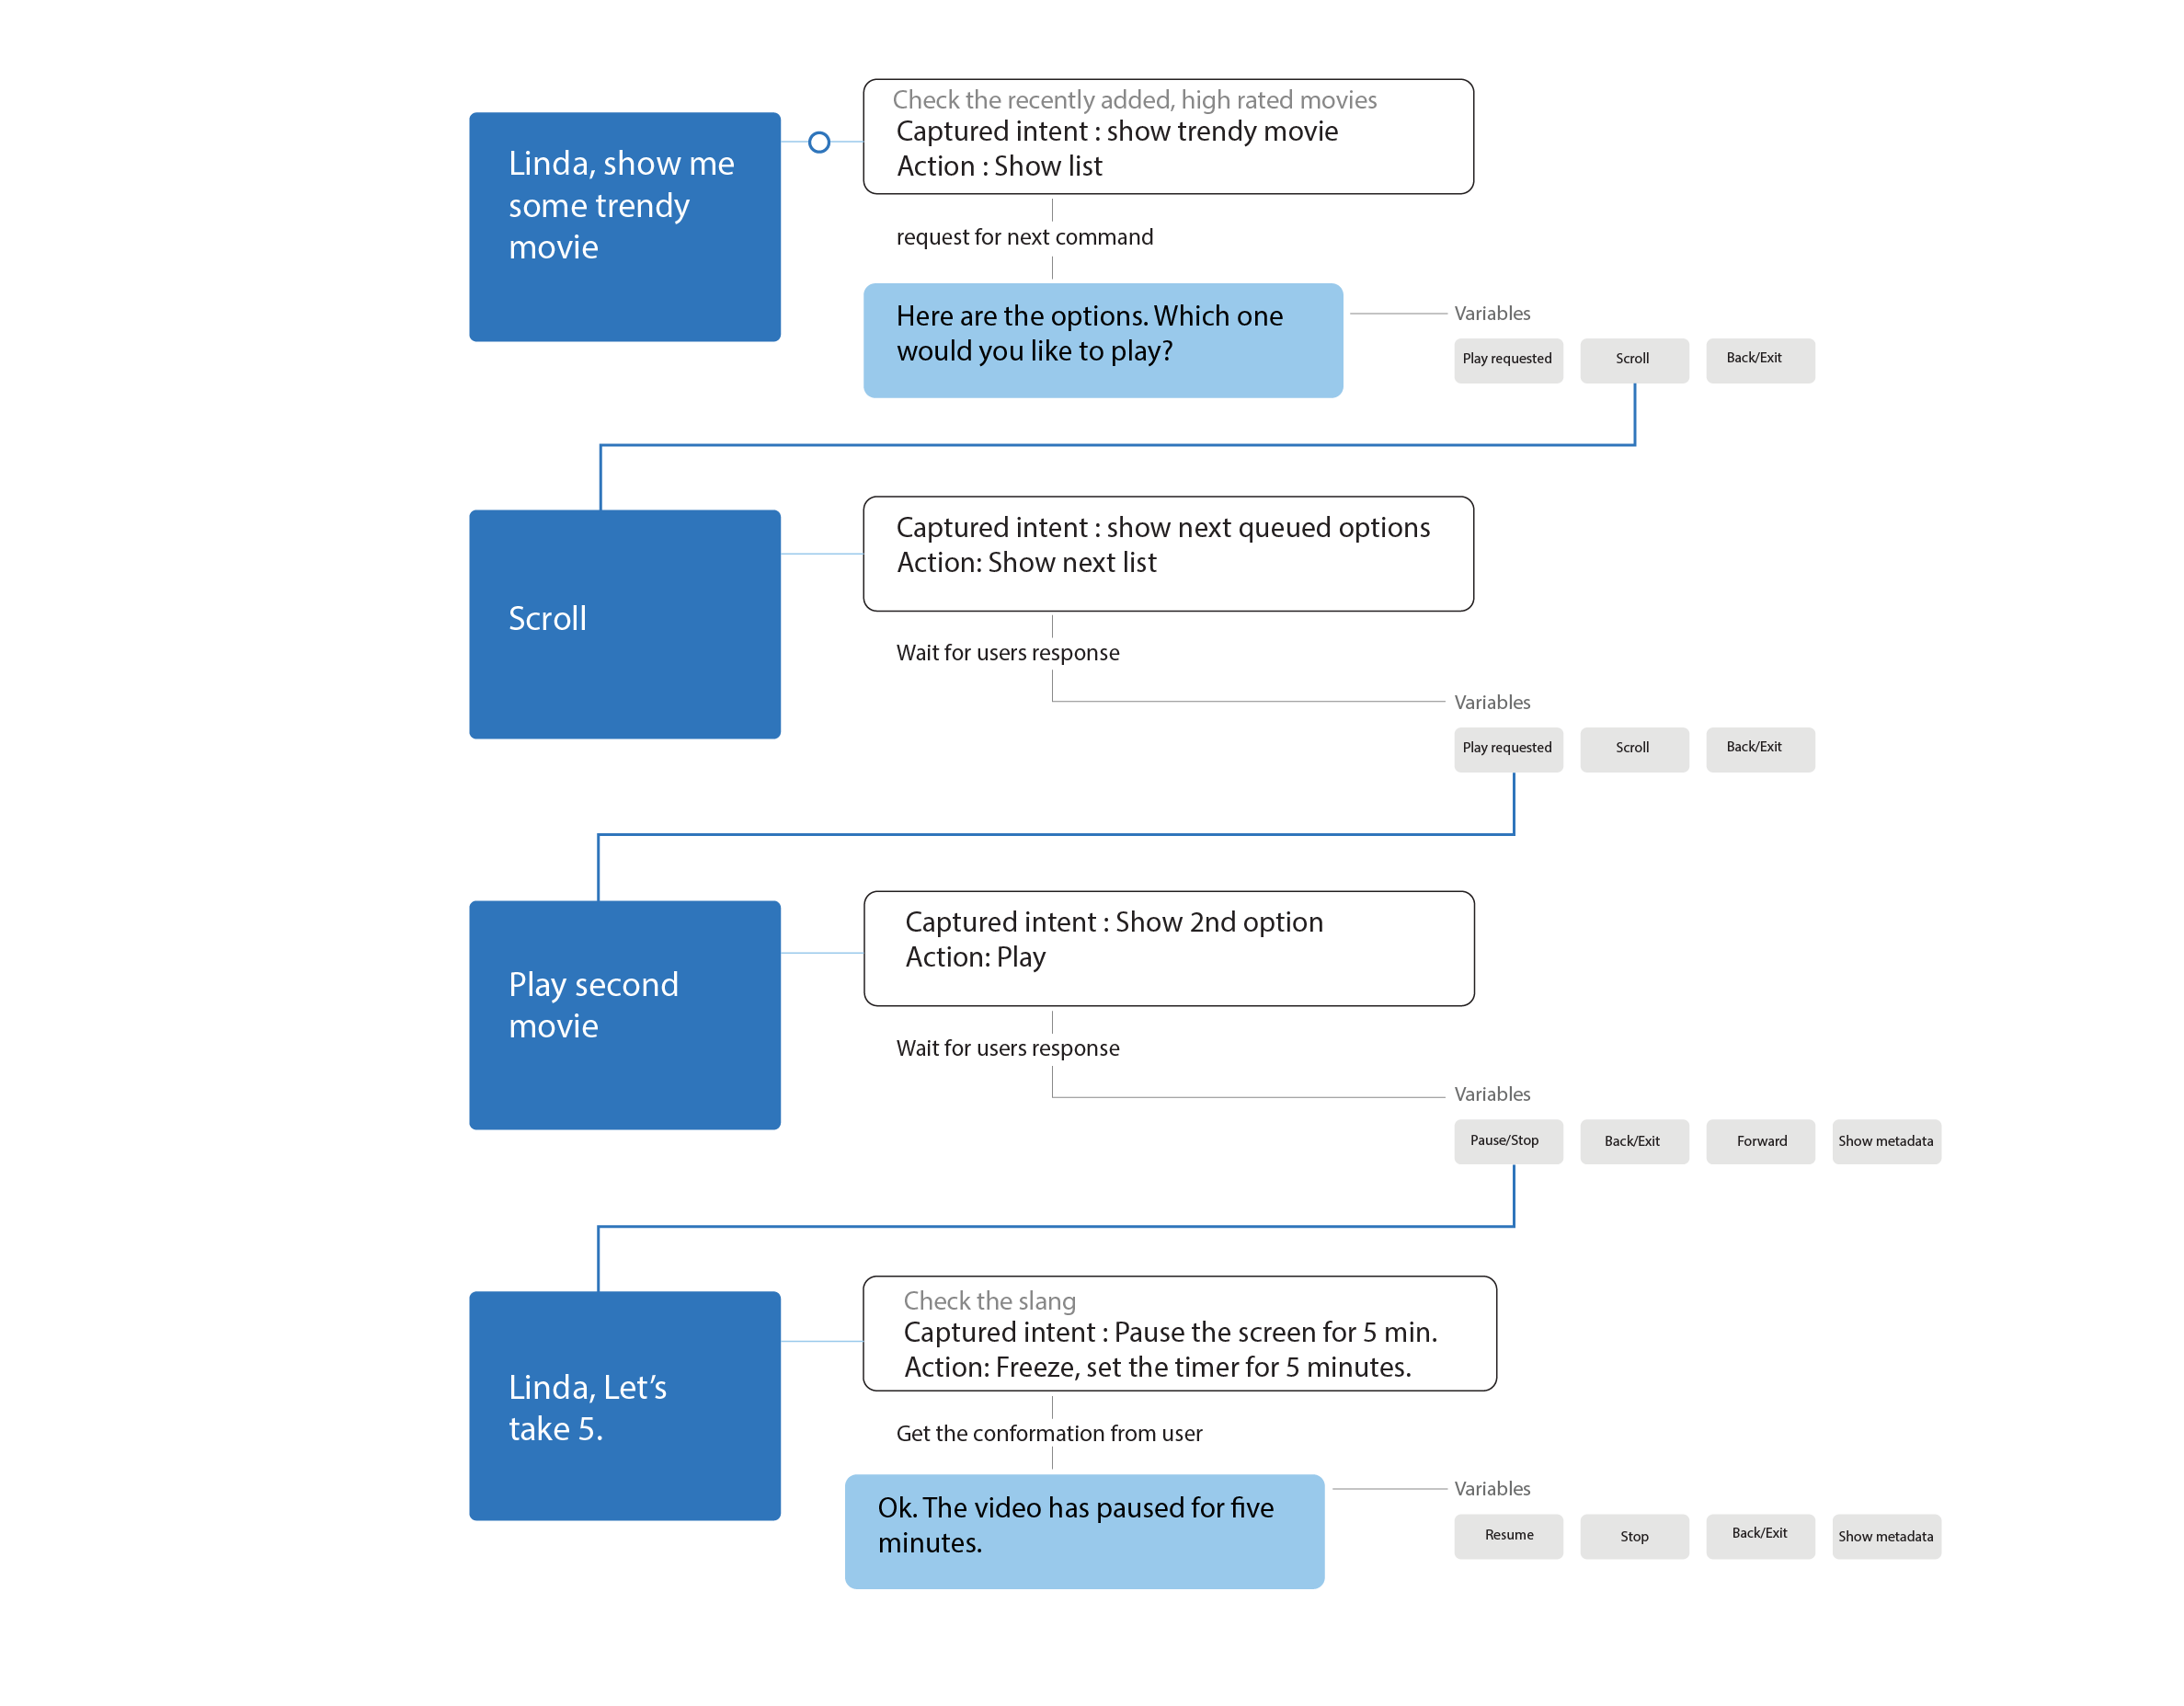 Linda, show me
some trendy
movie
Check the recently added, high rated movies
Captured intent : show trendy movie
Action : Show list
request for next command
Here are the options. Which one
would you like to play?
Variables
Play requested
Scroll
Back/Exit
Scroll
Captured intent : show next queued options
Action: Show next list
Wait for users response
Variables
Play requested
Scroll
Back/Exit
Play second
movie
Captured intent : Show 2nd option
Action: Play
Wait for users response
Variables
Pause/Stop
Back/Exit
Forward
Show metadata
Linda, Let’s
take 5.
Check the slang
Captured intent : Pause the screen for 5 min.
Action: Freeze, set the timer for 5 minutes.
Get the conformation from user
Ok. The video has paused for five
minutes.
Variables
Resume
Stop
Back/Exit
Show metadata